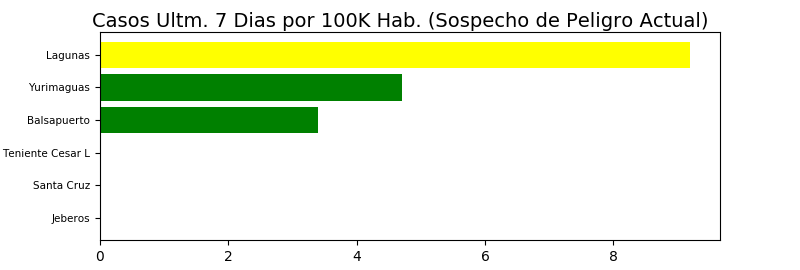 Casos Ultm. 7 Dias por 100K Hab. (Sospecho de Peligro Actual)
Lagunas
Yurimaguas
Balsapuerto
Teniente Cesar L
Santa Cruz
Jeberos
0 2 4 6 8